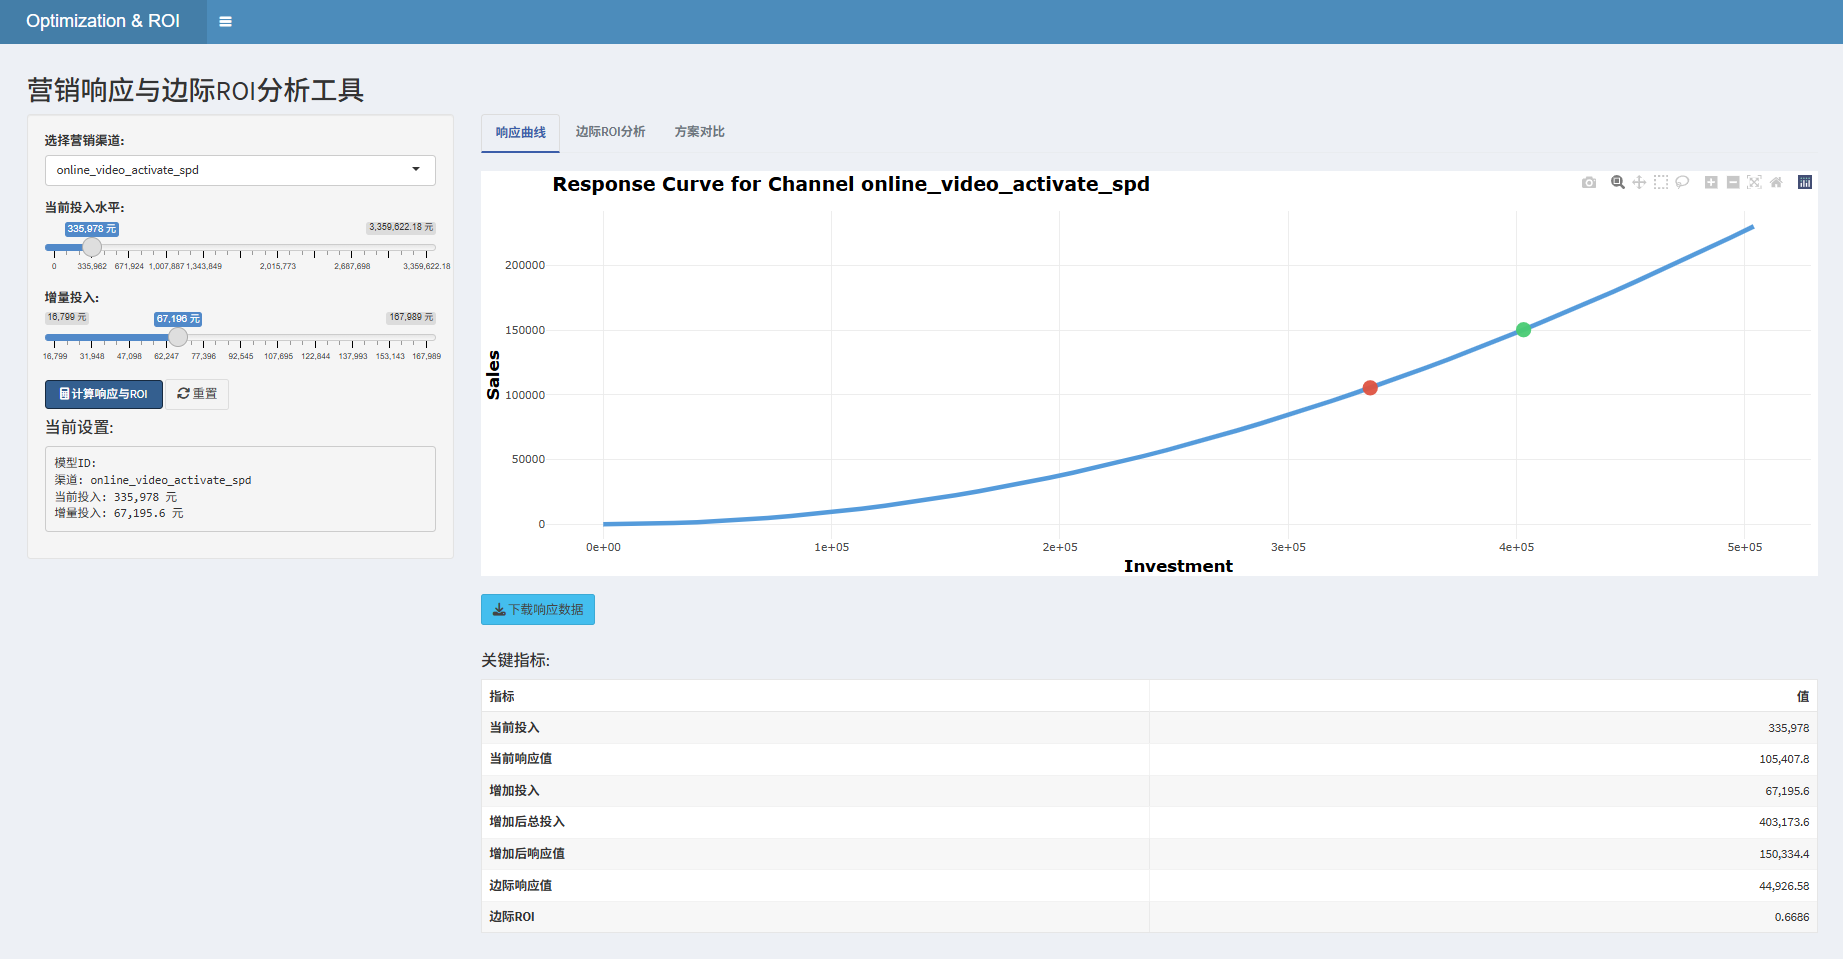 Optimization & ROI
营销响应与边际ROI分析工具
选择营销渠道:
online_video_activate_spd
当前投入水平:
335,978 元
3,359,622.18 元
0 335,962 671,924 1,007,887 1,343,849 2,015,773 2,687,698 3,359,622.18
增量投入:
16,799 元
67,196 元
167,989 元
16,799 31,948 47,098 62,247 77,396 92,545 107,695 122,844 137,993 153,143 167,989
计算响应与ROI
重置
当前设置:
模型ID:
渠道: online_video_activate_spd
当前投入: 335,978 元
增量投入: 67,195.6 元
响应曲线
边际ROI分析
方案对比
Response Curve for Channel online_video_activate_spd
Sales
200000
150000
100000
50000
0
0e+00 1e+05 2e+05 3e+05 4e+05 5e+05
Investment
下载响应数据
关键指标:
指标 值
当前投入 335,978
当前响应值 105,407.8
增加投入 67,195.6
增加后总投入 403,173.6
增加后响应值 150,334.4
边际响应值 44,926.58
边际ROI 0.6686